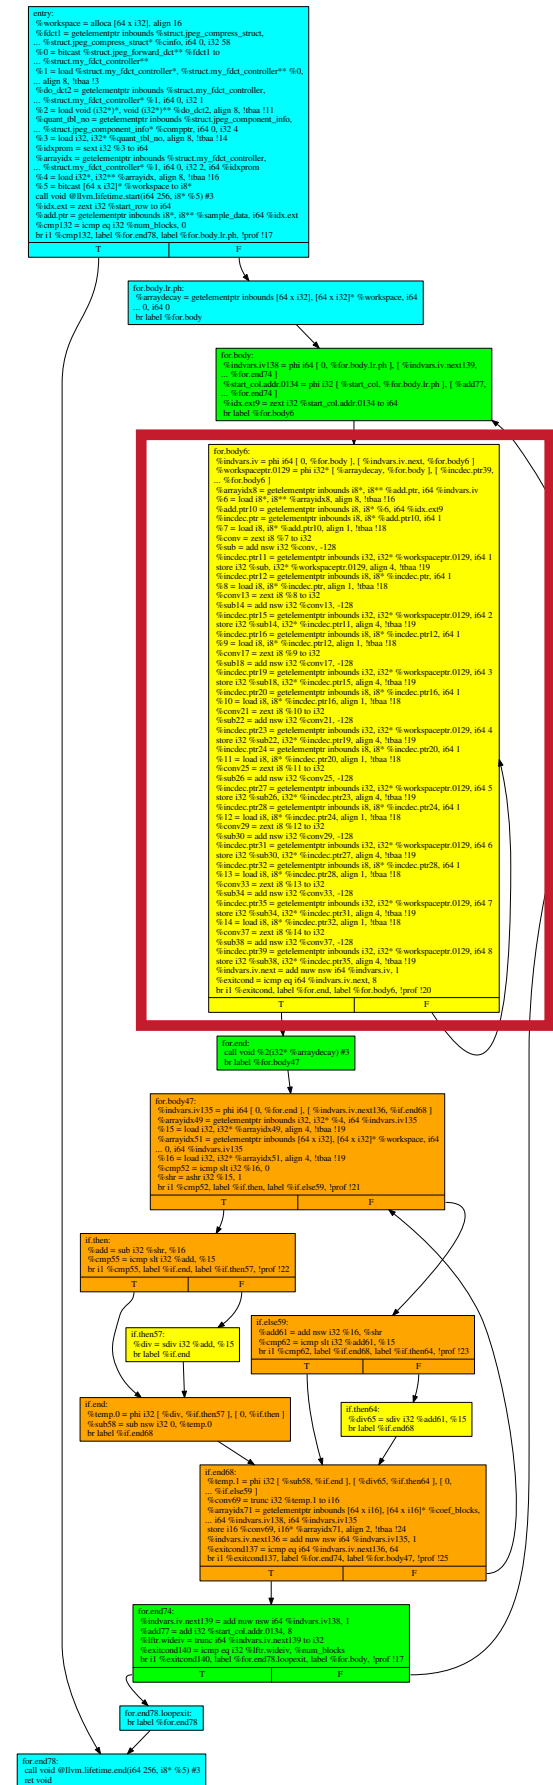 entry:
%workspace = alloca [64 x i32], align 16
%fdct1 = getelementptr inbounds %struct.jpeg_compress_struct,
... %struct.jpeg_compress_struct* %cinfo, i64 0, i32 58
%0 = bitcast %struct.jpeg_forward_dct** %fdct1 to
... %struct.my_fdct_controller**
%1 = load %struct.my_fdct_controller*, %struct.my_fdct_controller** %0,
... align 8, !tbaa !3
%do_dct2 = getelementptr inbounds %struct.my_fdct_controller,
... %struct.my_fdct_controller* %1, i64 0, i32 1
%2 = load void (i32*)*, void (i32*)** %do_dct2, align 8, !tbaa !11
%quant_tbl_no = getelementptr inbounds %struct.jpeg_component_info,
... %struct.jpeg_component_info* %compptr, i64 0, i32 4
%3 = load i32, i32* %quant_tbl_no, align 8, !tbaa !14
%idxprom = sext i32 %3 to i64
%arrayidx = getelementptr inbounds %struct.my_fdct_controller,
... %struct.my_fdct_controller* %1, i64 0, i32 2, i64 %idxprom
%4 = load i32*, i32** %arrayidx, align 8, !tbaa !16
%5 = bitcast [64 x i32]* %workspace to i8*
call void @llvm.lifetime.start(i64 256, i8* %5) #3
%idx.ext = zext i32 %start_row to i64
%add.ptr = getelementptr inbounds i8*, i8** %sample_data, i64 %idx.ext
%cmp132 = icmp eq i32 %num_blocks, 0
br i1 %cmp132, label %for.end78, label %for.body.lr.ph, !prof !17
T F
for.body.lr.ph:
%arraydecay = getelementptr inbounds [64 x i32], [64 x i32]* %workspace, i64
... 0, i64 0
br label %for.body
for.body:
%indvars.iv138 = phi i64 [ 0, %for.body.lr.ph ], [ %indvars.iv.next139,
... %for.end74 ]
%start_col.addr.0134 = phi i32 [ %start_col, %for.body.lr.ph ], [ %add77,
... %for.end74 ]
%idx.ext9 = zext i32 %start_col.addr.0134 to i64
br label %for.body6
for.body6:
%indvars.iv = phi i64 [ 0, %for.body ], [ %indvars.iv.next, %for.body6 ]
%workspaceptr.0129 = phi i32* [ %arraydecay, %for.body ], [ %incdec.ptr39,
... %for.body6 ]
%arrayidx8 = getelementptr inbounds i8*, i8** %add.ptr, i64 %indvars.iv
%6 = load i8*, i8** %arrayidx8, align 8, !tbaa !16
%add.ptr10 = getelementptr inbounds i8, i8* %6, i64 %idx.ext9
%incdec.ptr = getelementptr inbounds i8, i8* %add.ptr10, i64 1
%7 = load i8, i8* %add.ptr10, align 1, !tbaa !18
%conv = zext i8 %7 to i32
%sub = add nsw i32 %conv, -128
%incdec.ptr11 = getelementptr inbounds i32, i32* %workspaceptr.0129, i64 1
store i32 %sub, i32* %workspaceptr.0129, align 4, !tbaa !19
%incdec.ptr12 = getelementptr inbounds i8, i8* %incdec.ptr, i64 1
%8 = load i8, i8* %incdec.ptr, align 1, !tbaa !18
%conv13 = zext i8 %8 to i32
%sub14 = add nsw i32 %conv13, -128
%incdec.ptr15 = getelementptr inbounds i32, i32* %workspaceptr.0129, i64 2
store i32 %sub14, i32* %incdec.ptr11, align 4, !tbaa !19
%incdec.ptr16 = getelementptr inbounds i8, i8* %incdec.ptr12, i64 1
%9 = load i8, i8* %incdec.ptr12, align 1, !tbaa !18
%conv17 = zext i8 %9 to i32
%sub18 = add nsw i32 %conv17, -128
%incdec.ptr19 = getelementptr inbounds i32, i32* %workspaceptr.0129, i64 3
store i32 %sub18, i32* %incdec.ptr15, align 4, !tbaa !19
%incdec.ptr20 = getelementptr inbounds i8, i8* %incdec.ptr16, i64 1
%10 = load i8, i8* %incdec.ptr16, align 1, !tbaa !18
%conv21 = zext i8 %10 to i32
%sub22 = add nsw i32 %conv21, -128
%incdec.ptr23 = getelementptr inbounds i32, i32* %workspaceptr.0129, i64 4
store i32 %sub22, i32* %incdec.ptr19, align 4, !tbaa !19
%incdec.ptr24 = getelementptr inbounds i8, i8* %incdec.ptr20, i64 1
%11 = load i8, i8* %incdec.ptr20, align 1, !tbaa !18
%conv25 = zext i8 %11 to i32
%sub26 = add nsw i32 %conv25, -128
%incdec.ptr27 = getelementptr inbounds i32, i32* %workspaceptr.0129, i64 5
store i32 %sub26, i32* %incdec.ptr23, align 4, !tbaa !19
%incdec.ptr28 = getelementptr inbounds i8, i8* %incdec.ptr24, i64 1
%12 = load i8, i8* %incdec.ptr24, align 1, !tbaa !18
%conv29 = zext i8 %12 to i32
%sub30 = add nsw i32 %conv29, -128
%incdec.ptr31 = getelementptr inbounds i32, i32* %workspaceptr.0129, i64 6
store i32 %sub30, i32* %incdec.ptr27, align 4, !tbaa !19
%incdec.ptr32 = getelementptr inbounds i8, i8* %incdec.ptr28, i64 1
%13 = load i8, i8* %incdec.ptr28, align 1, !tbaa !18
%conv33 = zext i8 %13 to i32
%sub34 = add nsw i32 %conv33, -128
%incdec.ptr35 = getelementptr inbounds i32, i32* %workspaceptr.0129, i64 7
store i32 %sub34, i32* %incdec.ptr31, align 4, !tbaa !19
%14 = load i8, i8* %incdec.ptr32, align 1, !tbaa !18
%conv37 = zext i8 %14 to i32
%sub38 = add nsw i32 %conv37, -128
%incdec.ptr39 = getelementptr inbounds i32, i32* %workspaceptr.0129, i64 8
store i32 %sub38, i32* %incdec.ptr35, align 4, !tbaa !19
%indvars.iv.next = add nuw nsw i64 %indvars.iv, 1
%exitcond = icmp eq i64 %indvars.iv.next, 8
br i1 %exitcond, label %for.end, label %for.body6, !prof !20
T F
for.end:
call void %2(i32* %arraydecay) #3
br label %for.body47
for.body47:
%indvars.iv135 = phi i64 [ 0, %for.end ], [ %indvars.iv.next136, %if.end68 ]
%arrayidx49 = getelementptr inbounds i32, i32* %4, i64 %indvars.iv135
%15 = load i32, i32* %arrayidx49, align 4, !tbaa !19
%arrayidx51 = getelementptr inbounds [64 x i32], [64 x i32]* %workspace, i64
... 0, i64 %indvars.iv135
%16 = load i32, i32* %arrayidx51, align 4, !tbaa !19
%cmp52 = icmp slt i32 %16, 0
%shr = ashr i32 %15, 1
br i1 %cmp52, label %if.then, label %if.else59, !prof !21
T F
if.then:
%add = sub i32 %shr, %16
%cmp55 = icmp slt i32 %add, %15
br i1 %cmp55, label %if.end, label %if.then57, !prof !22
T F
if.else59:
%add61 = add nsw i32 %16, %shr
%cmp62 = icmp slt i32 %add61, %15
br i1 %cmp62, label %if.end68, label %if.then64, !prof !23
T F
if.then57:
%div = sdiv i32 %add, %15
br label %if.end
if.end:
%temp.0 = phi i32 [ %div, %if.then57 ], [ 0, %if.then ]
%sub58 = sub nsw i32 0, %temp.0
br label %if.end68
if.then64:
%div65 = sdiv i32 %add61, %15
br label %if.end68
if.end68:
%temp.1 = phi i32 [ %sub58, %if.end ], [ %div65, %if.then64 ], [ 0,
... %if.else59 ]
%conv69 = trunc i32 %temp.1 to i16
%arrayidx71 = getelementptr inbounds [64 x i16], [64 x i16]* %coef_blocks,
... i64 %indvars.iv138, i64 %indvars.iv135
store i16 %conv69, i16* %arrayidx71, align 2, !tbaa !24
%indvars.iv.next136 = add nuw nsw i64 %indvars.iv135, 1
%exitcond137 = icmp eq i64 %indvars.iv.next136, 64
br i1 %exitcond137, label %for.end74, label %for.body47, !prof !25
T F
for.end74:
%indvars.iv.next139 = add nuw nsw i64 %indvars.iv138, 1
%add77 = add i32 %start_col.addr.0134, 8
%lftr.wideiv = trunc i64 %indvars.iv.next139 to i32
%exitcond140 = icmp eq i32 %lftr.wideiv, %num_blocks
br i1 %exitcond140, label %for.end78.loopexit, label %for.body, !prof !17
T F
for.end78.loopexit:
br label %for.end78
for.end78:
call void @llvm.lifetime.end(i64 256, i8* %5) #3
ret void